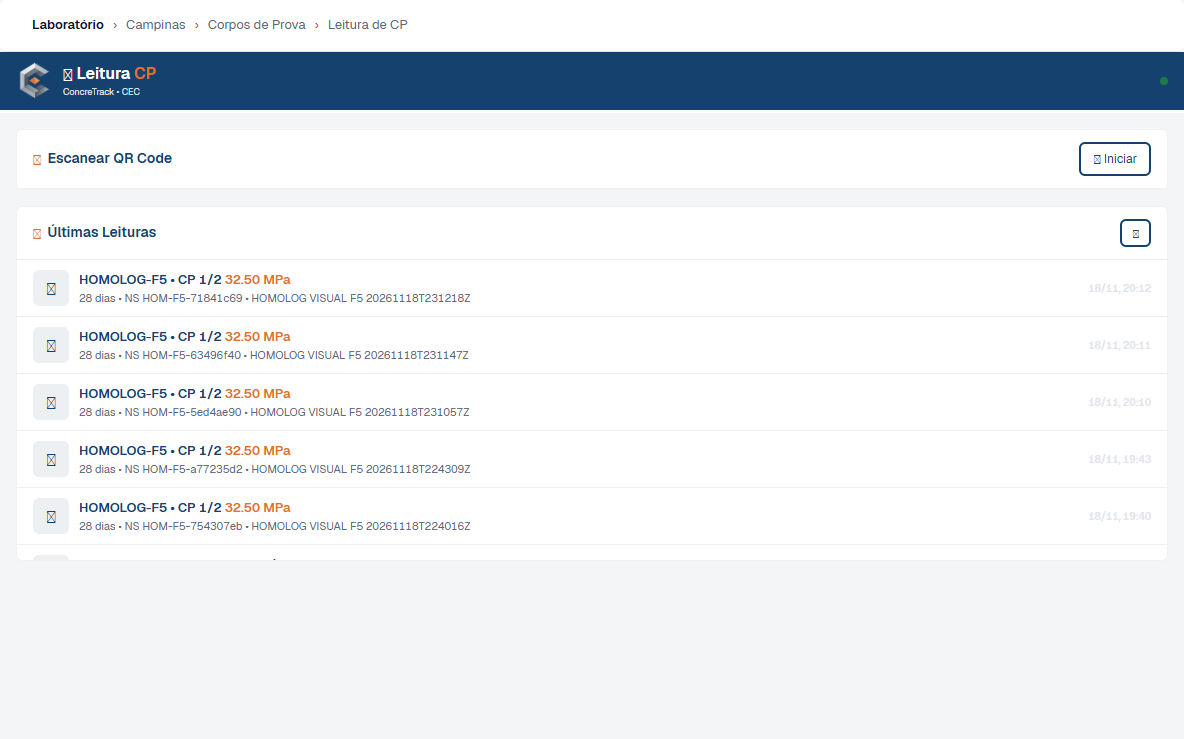 Laboratório › Campinas › Corpos de Prova › Leitura de CP
Leitura CP
ConcreTrack • CEC
Escanear QR Code
Iniciar
Últimas Leituras
HOMOLOG-F5 • CP 1/2 32.50 MPa
28 dias • NS HOM-F5-71841c69 • HOMOLOG VISUAL F5 20261118T231218Z
18/11, 20:12
HOMOLOG-F5 • CP 1/2 32.50 MPa
28 dias • NS HOM-F5-63496f40 • HOMOLOG VISUAL F5 20261118T231147Z
18/11, 20:11
HOMOLOG-F5 • CP 1/2 32.50 MPa
28 dias • NS HOM-F5-5ed4ae90 • HOMOLOG VISUAL F5 20261118T231057Z
18/11, 20:10
HOMOLOG-F5 • CP 1/2 32.50 MPa
28 dias • NS HOM-F5-a77235d2 • HOMOLOG VISUAL F5 20261118T224309Z
18/11, 19:43
HOMOLOG-F5 • CP 1/2 32.50 MPa
28 dias • NS HOM-F5-754307eb • HOMOLOG VISUAL F5 20261118T224016Z
18/11, 19:40